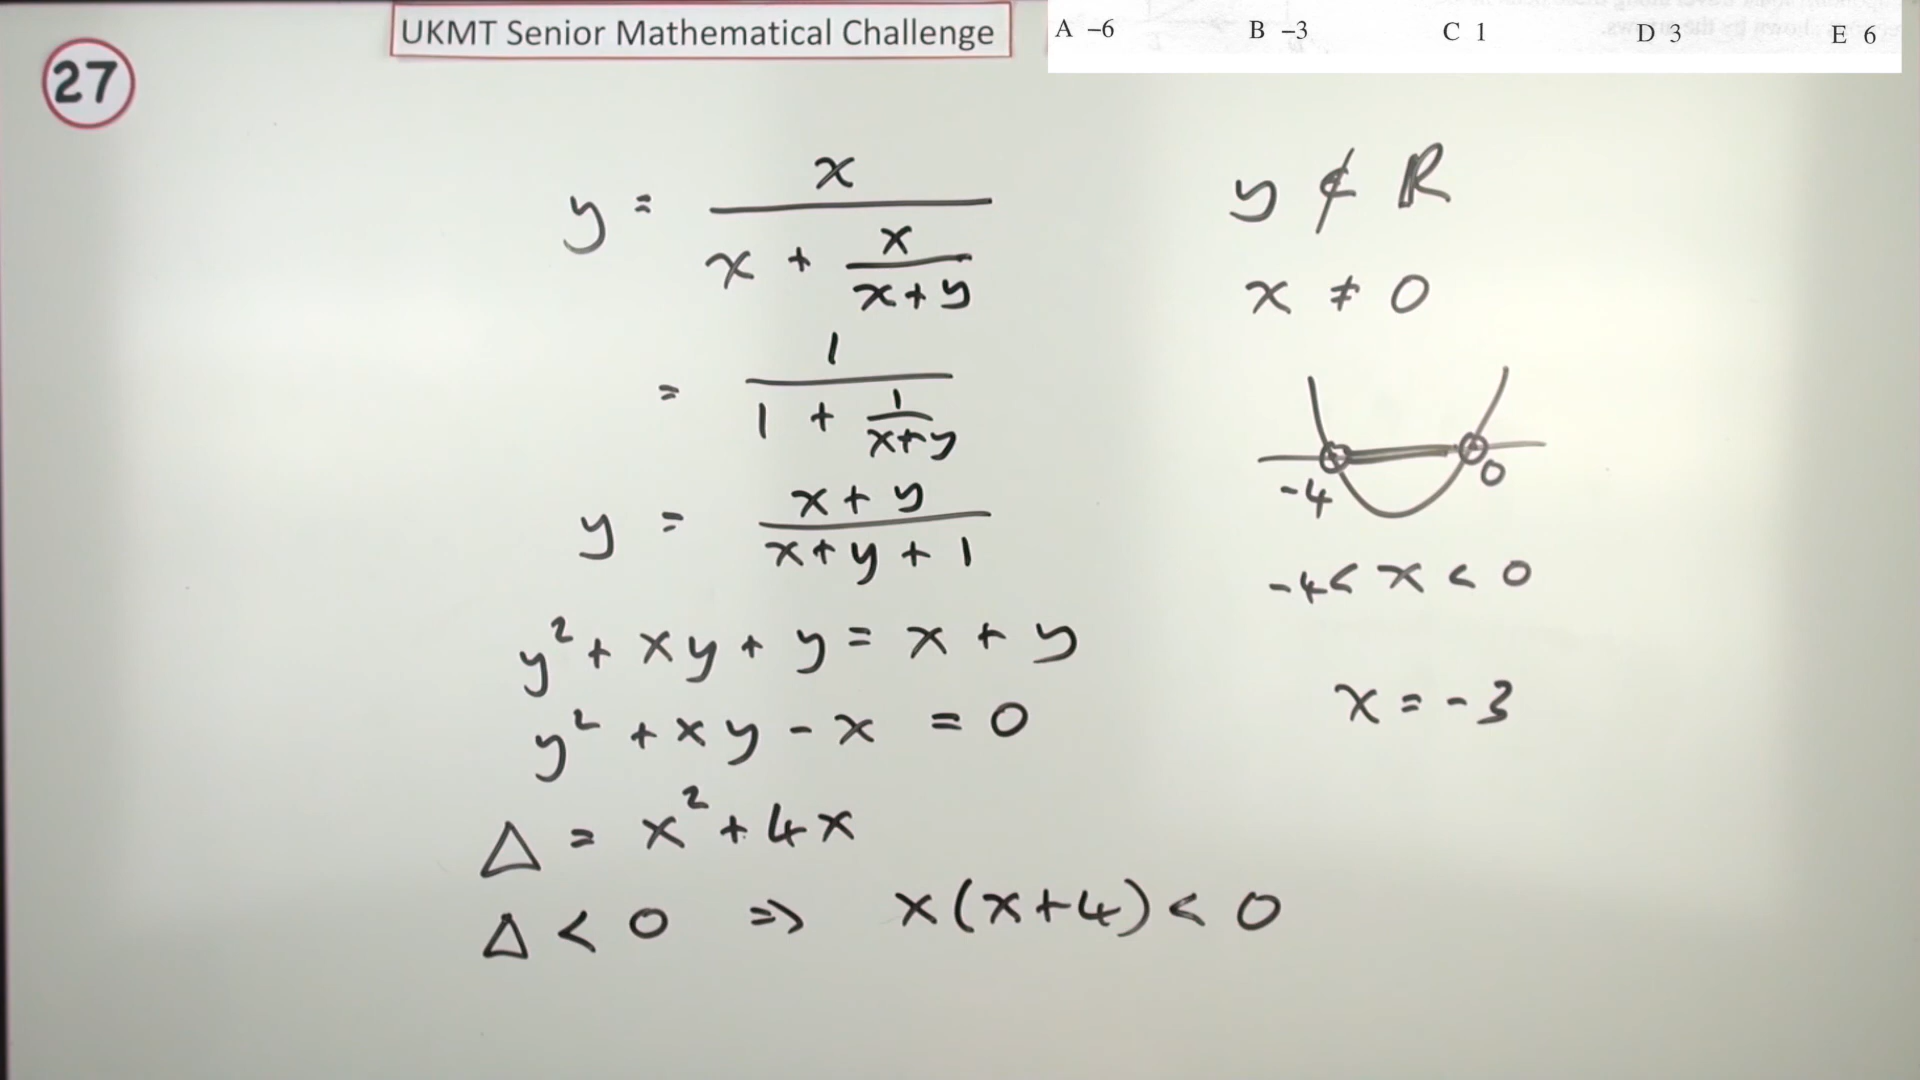 UKMT Senior Mathematical Challenge
A −6 B −3 C 1 D 3 E 6
27
y = x / (x + x/(x+y))
= 1 / (1 + 1/(x+y))
y = (x+y) / (x+y+1)
y² + xy + y = x + y
y² + xy - x = 0
Δ = x² + 4x
Δ < 0 ⇒ x(x+4) < 0
y ∉ ℝ
x ≠ 0
-4 0
-4 < x < 0
x = -3